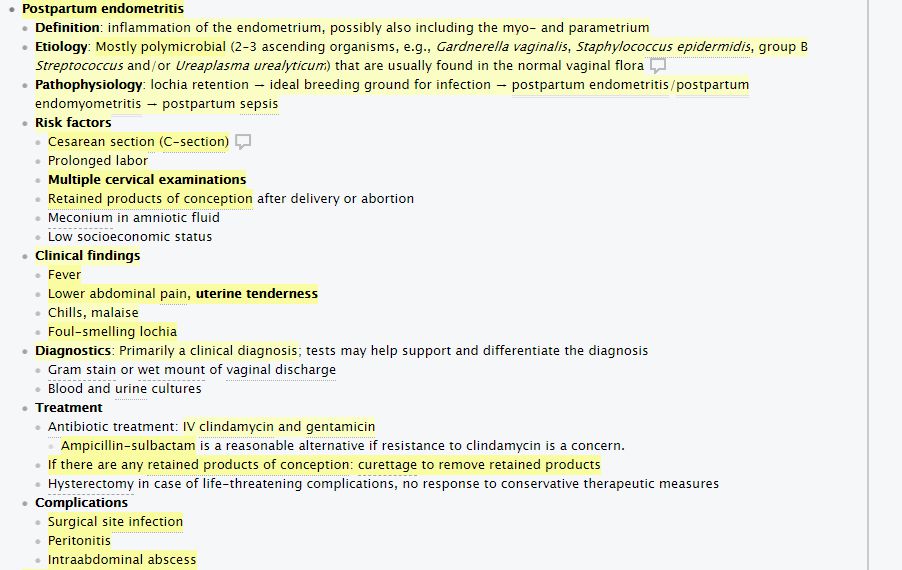 Postpartum endometritis
Definition: inflammation of the endometrium, possibly also including the myo- and parametrium
Etiology: Mostly polymicrobial (2–3 ascending organisms, e.g., Gardnerella vaginalis, Staphylococcus epidermidis, group B
Streptococcus and/or Ureaplasma urealyticum) that are usually found in the normal vaginal flora
Pathophysiology: lochia retention → ideal breeding ground for infection → postpartum endometritis/postpartum
endomyometritis → postpartum sepsis
Risk factors
Cesarean section (C-section)
Prolonged labor
Multiple cervical examinations
Retained products of conception after delivery or abortion
Meconium in amniotic fluid
Low socioeconomic status
Clinical findings
Fever
Lower abdominal pain, uterine tenderness
Chills, malaise
Foul-smelling lochia
Diagnostics: Primarily a clinical diagnosis; tests may help support and differentiate the diagnosis
Gram stain or wet mount of vaginal discharge
Blood and urine cultures
Treatment
Antibiotic treatment: IV clindamycin and gentamicin
Ampicillin-sulbactam is a reasonable alternative if resistance to clindamycin is a concern.
If there are any retained products of conception: curettage to remove retained products
Hysterectomy in case of life-threatening complications, no response to conservative therapeutic measures
Complications
Surgical site infection
Peritonitis
Intraabdominal abscess